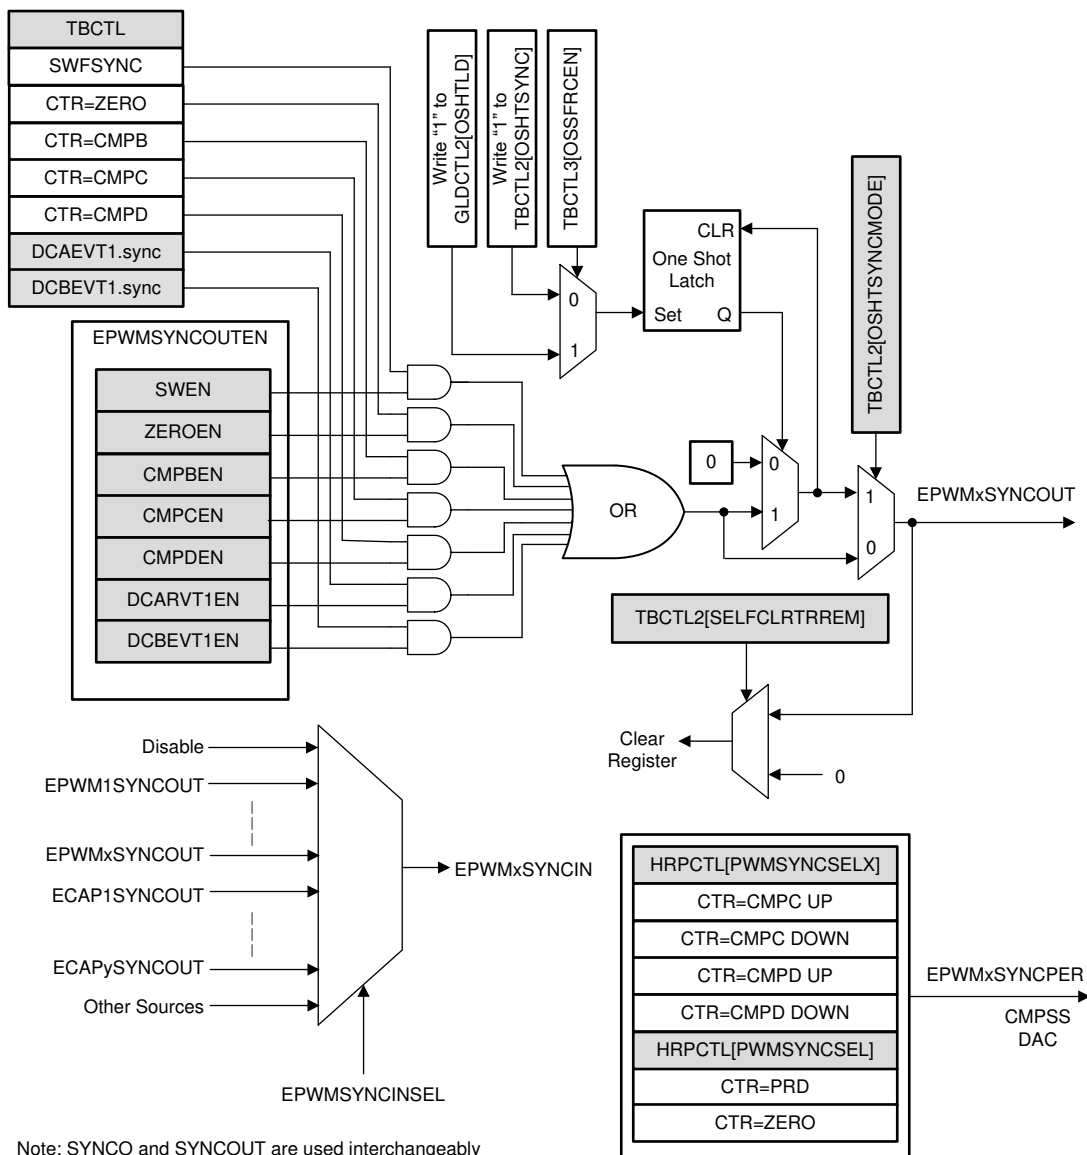 TBCTL
SWFSYNC
CTR=ZERO
CTR=CMPB
CTR=CMPC
CTR=CMPD
DCAEVT1.sync
DCBEVT1.sync
EPWMSYNCOUTEN
SWEN
ZEROEN
CMPBEN
CMPCEN
CMPDEN
DCARVT1EN
DCBEVT1EN
Write “1” to
GLDCTL2[OSHTLD]
Write “1” to
TBCTL2[OSHTSYNC]
TBCTL3[OSSFRCEN]
0
1
CLR
One Shot
Latch
Set Q
TBCTL2[OSHTSYNCMODE]
OR
0
0
1
1
0
EPWMxSYNCOUT
TBCTL2[SELFCLRTRREM]
Clear
Register
0
Disable
EPWM1SYNCOUT
EPWMxSYNCOUT
ECAP1SYNCOUT
ECAPySYNCOUT
Other Sources
EPWMxSYNCIN
EPWMSYNCINSEL
HRPCTL[PWMSYNCSELX]
CTR=CMPC UP
CTR=CMPC DOWN
CTR=CMPD UP
CTR=CMPD DOWN
HRPCTL[PWMSYNCSEL]
CTR=PRD
CTR=ZERO
EPWMxSYNCPER
CMPSS
DAC
Note: SYNCO and SYNCOUT are used interchangeably